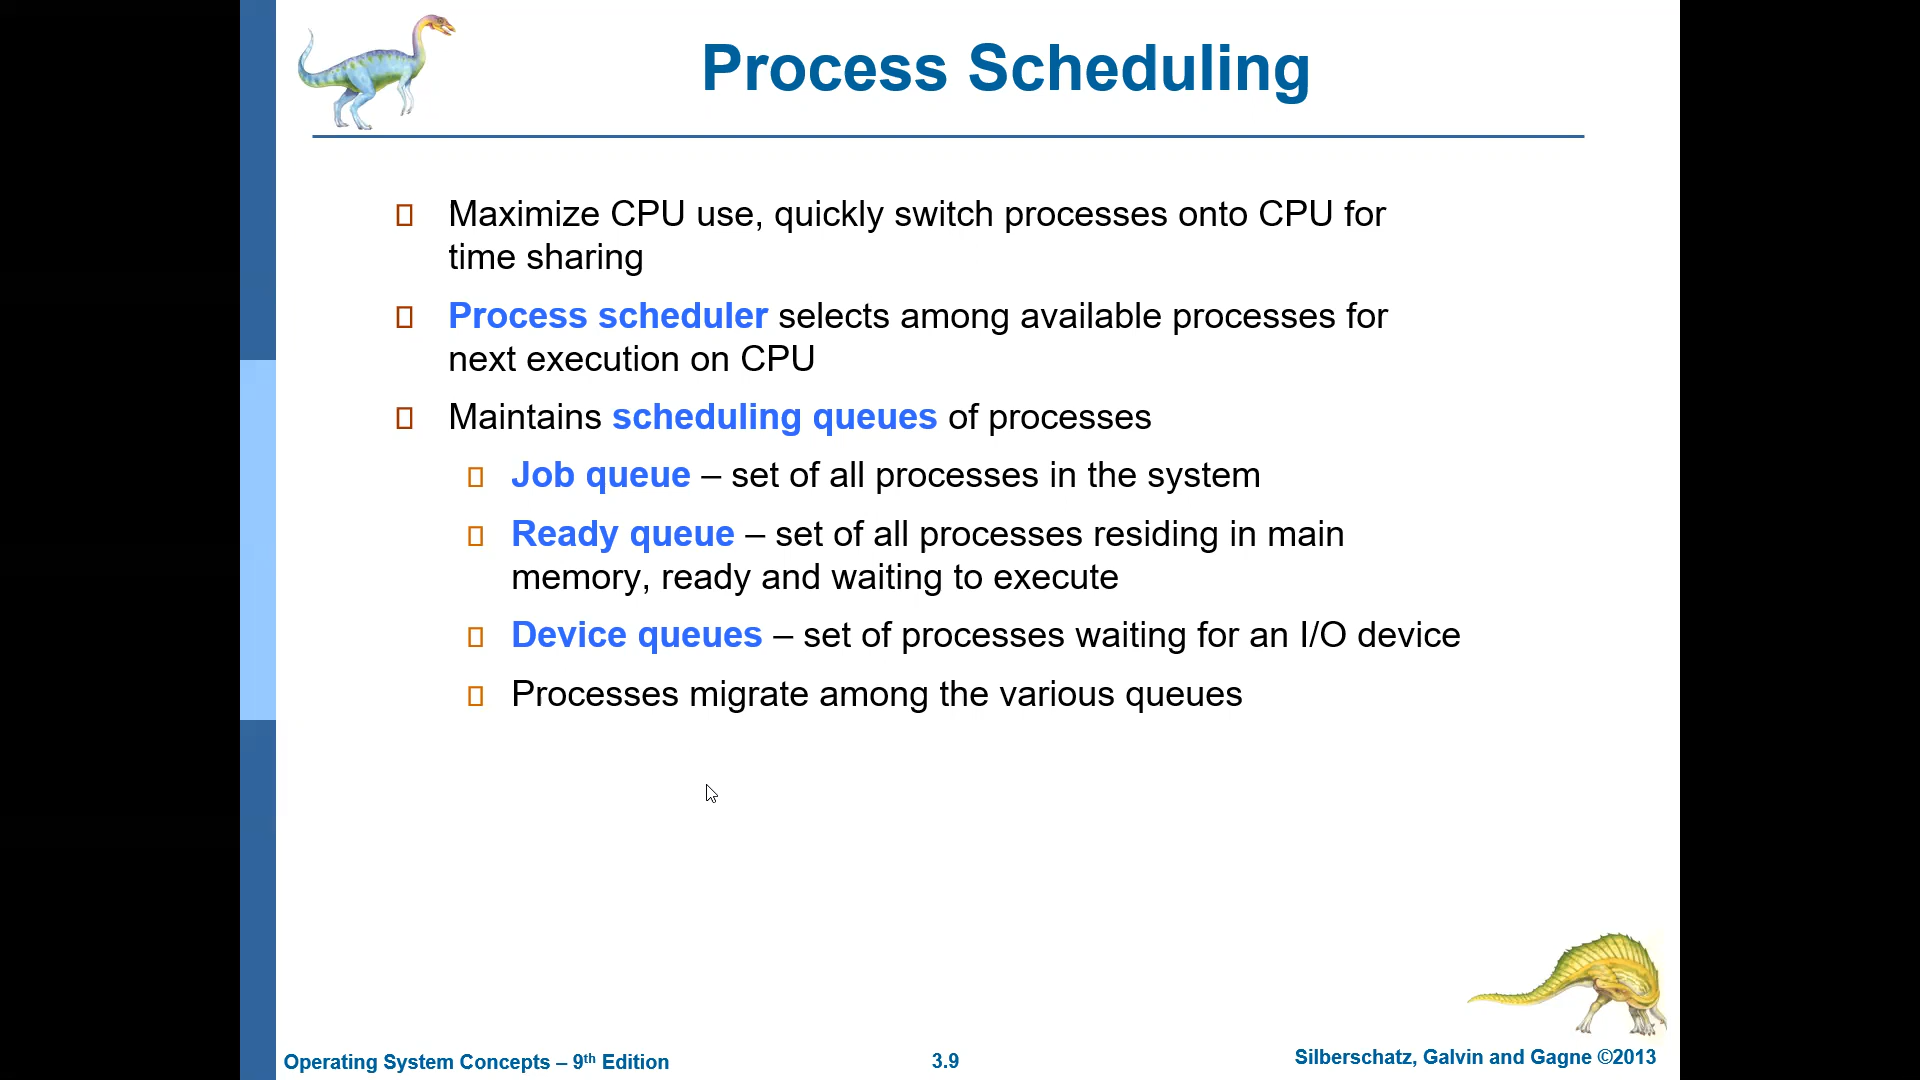 Process Scheduling
Maximize CPU use, quickly switch processes onto CPU for
time sharing
Process scheduler selects among available processes for
next execution on CPU
Maintains scheduling queues of processes
Job queue – set of all processes in the system
Ready queue – set of all processes residing in main
memory, ready and waiting to execute
Device queues – set of processes waiting for an I/O device
Processes migrate among the various queues
Operating System Concepts – 9th Edition
3.9
Silberschatz, Galvin and Gagne ©2013